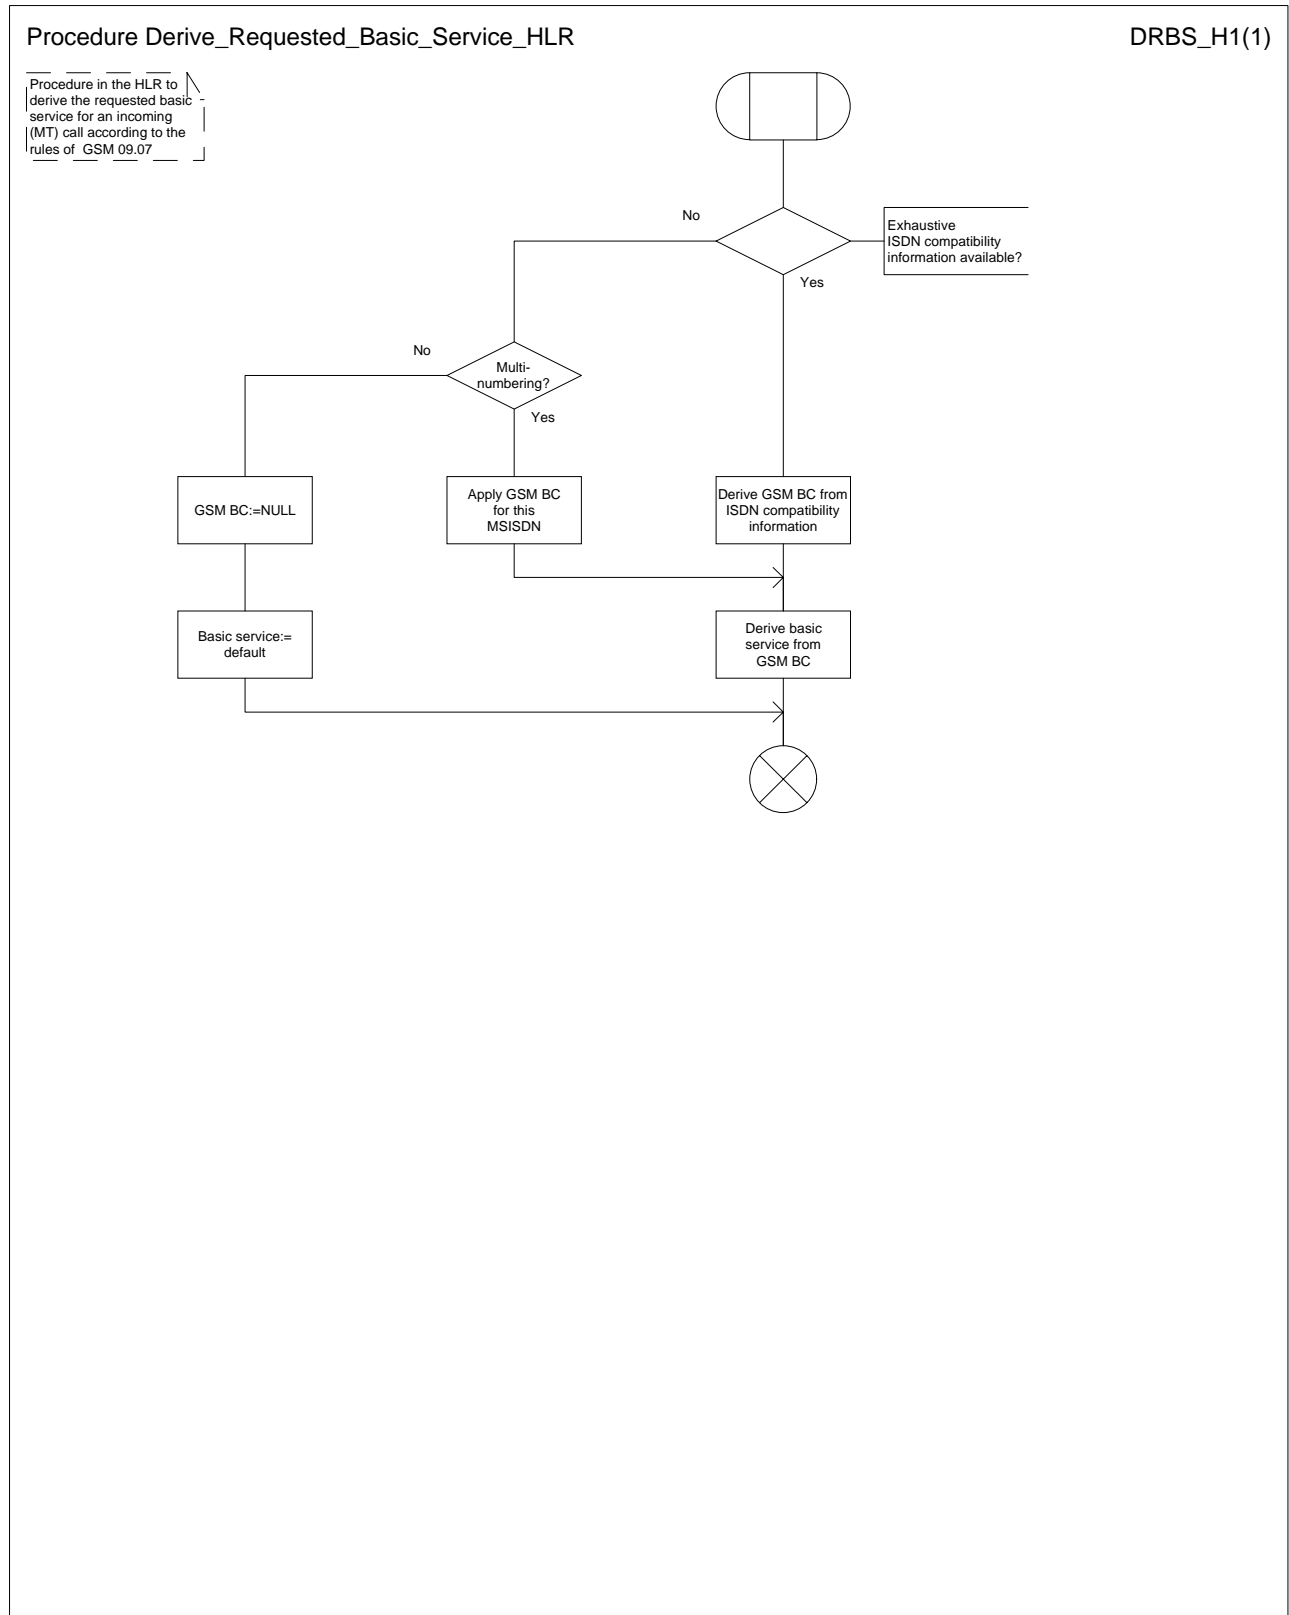 Procedure Derive_Requested_Basic_Service_HLR
DRBS_H1(1)
Procedure in the HLR to
derive the requested basic
service for an incoming
(MT) call according to the
rules of GSM 09.07
No
Exhaustive
ISDN compatibility
information available?
Yes
No
Multi-
numbering?
Yes
GSM BC:=NULL
Apply GSM BC
for this
MSISDN
Derive GSM BC from
ISDN compatibility
information
Basic service:=
default
Derive basic
service from
GSM BC